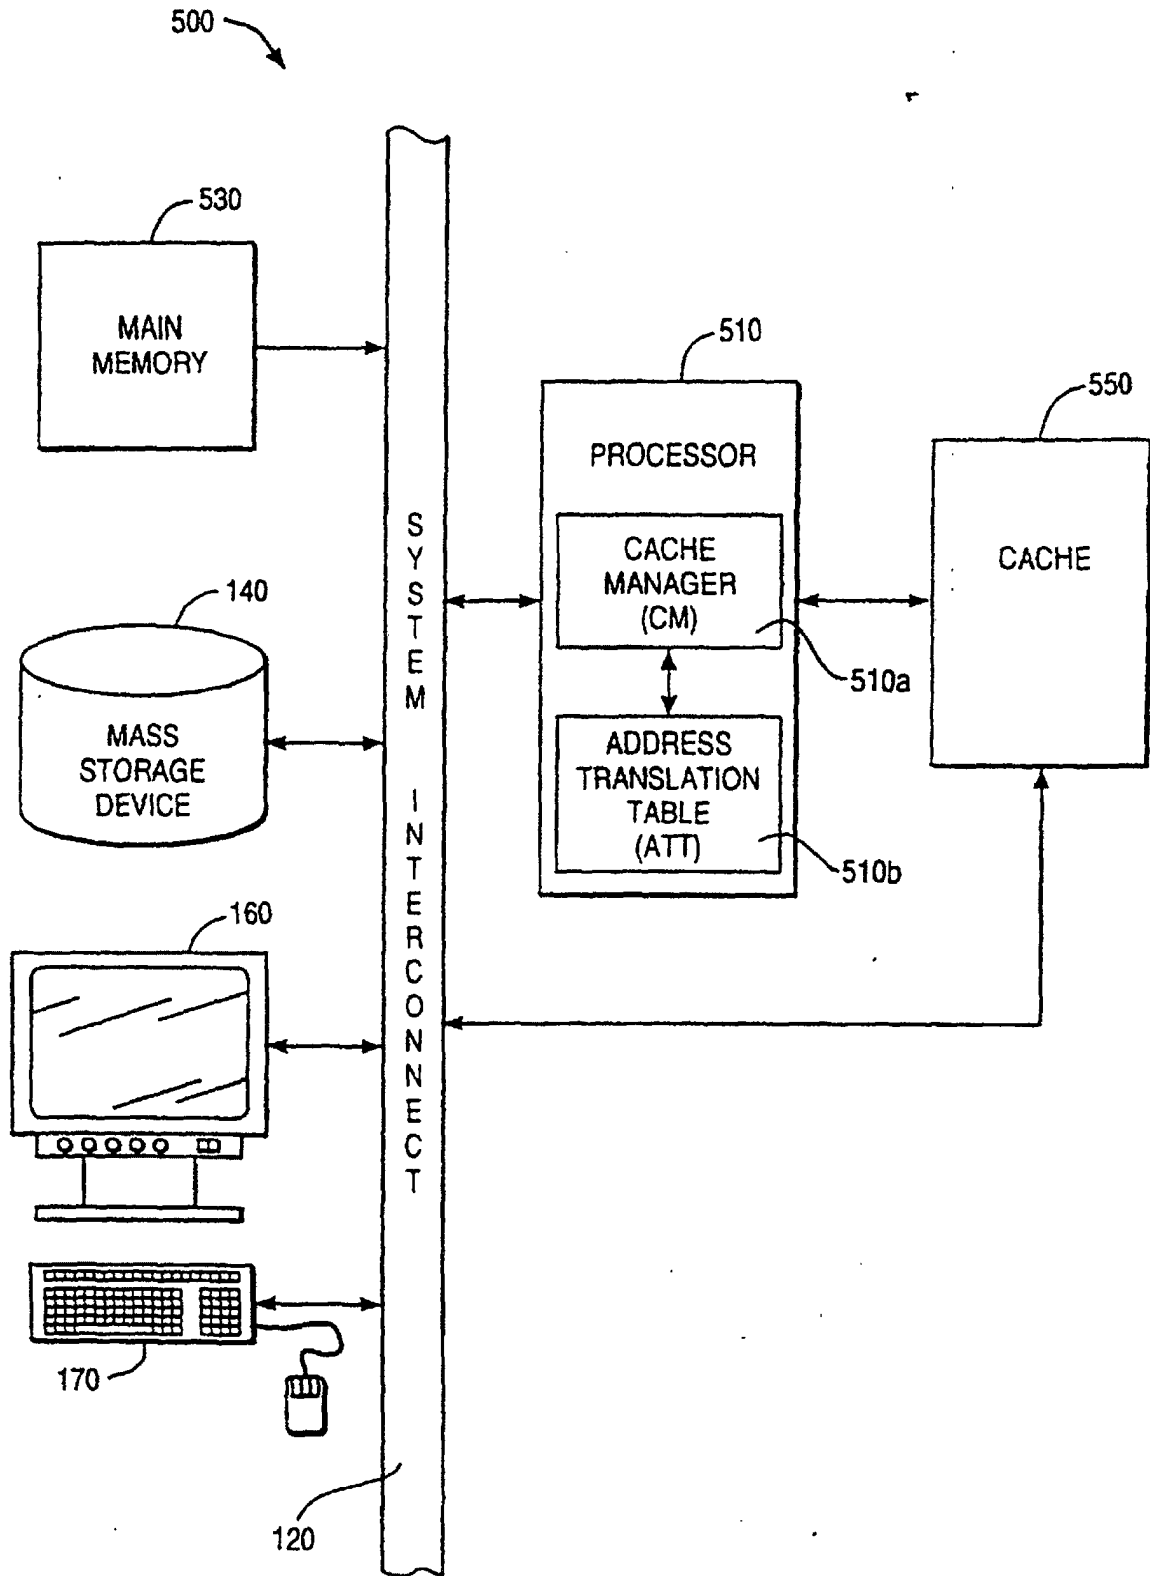 500
530
MAIN
MEMORY
510
550
PROCESSOR
CACHE
MANAGER
(CM)
510a
CACHE
140
MASS
STORAGE
DEVICE
ADDRESS
TRANSLATION
TABLE
(ATT)
510b
SYSTEM INTERCONNECT
160
170
120